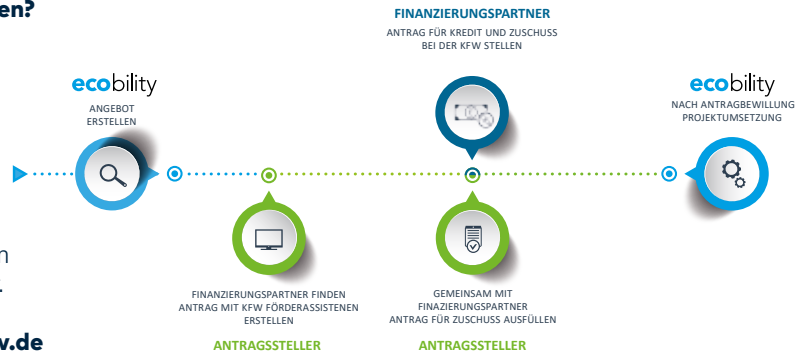 en?
FINANZIERUNGSPARTNER
ANTRAG FÜR KREDIT UND ZUSCHUSS
BEI DER KFW STELLEN
ecobility
ANGEBOT
ERSTELLEN
ecobility
NACH ANTRAGBEWILLUNG
PROJEKTUMSETZUNG
n
FINANZIERUNGSPARTNER FINDEN
ANTRAG MIT KFW FÖRDERASSISTENEN
ERSTELLEN
ANTRAGSSTELLER
GEMEINSAM MIT
FINAZIERUNGSPARTNER
ANTRAG FÜR ZUSCHUSS AUSFÜLLEN
ANTRAGSSTELLER
v.de